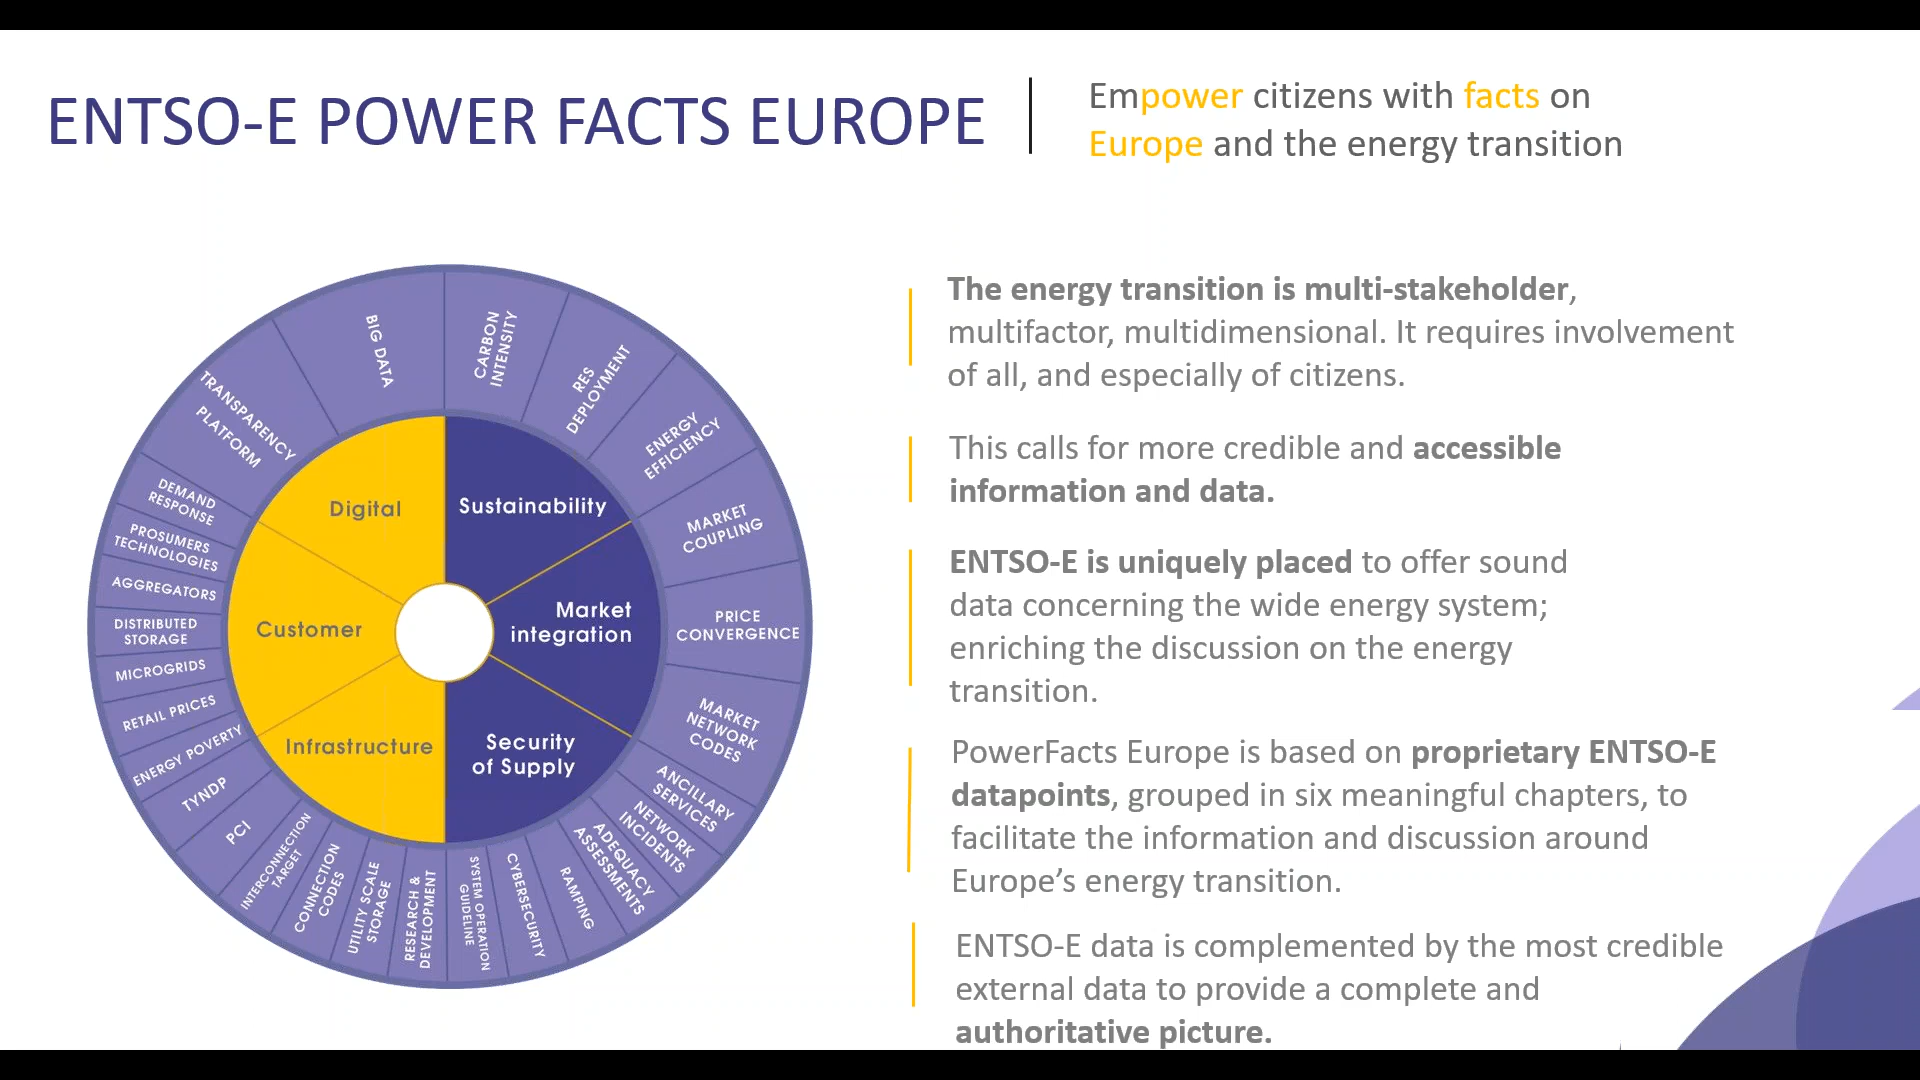 ENTSO-E POWER FACTS EUROPE
Empower citizens with facts on
Europe and the energy transition
BIG DATA
CARBON
INTENSITY
RES
DEPLOYMENT
ENERGY
EFFICIENCY
MARKET
COUPLING
PRICE
CONVERGENCE
MARKET
NETWORK
CODES
ANCILLARY
SERVICES
NETWORK
INCIDENTS
ADEQUACY
ASSESSMENTS
RAMPING
CYBERSECURITY
SYSTEM OPERATION
GUIDELINE
RESEARCH &
DEVELOPMENT
UTILITY SCALE
STORAGE
CONNECTION
CODES
INTERCONNECTION
TARGET
PCI
TYNDP
ENERGY POVERTY
RETAIL PRICES
MICROGRIDS
DISTRIBUTED
STORAGE
AGGREGATORS
PROSUMERS
TECHNOLOGIES
DEMAND
RESPONSE
TRANSPARENCY
PLATFORM
Digital
Sustainability
Customer
Market
integration
Infrastructure
Security
of Supply
The energy transition is multi-stakeholder,
multifactor, multidimensional. It requires involvement
of all, and especially of citizens.
This calls for more credible and accessible
information and data.
ENTSO-E is uniquely placed to offer sound
data concerning the wide energy system;
enriching the discussion on the energy
transition.
PowerFacts Europe is based on proprietary ENTSO-E
datapoints, grouped in six meaningful chapters, to
facilitate the information and discussion around
Europe’s energy transition.
ENTSO-E data is complemented by the most credible
external data to provide a complete and
authoritative picture.